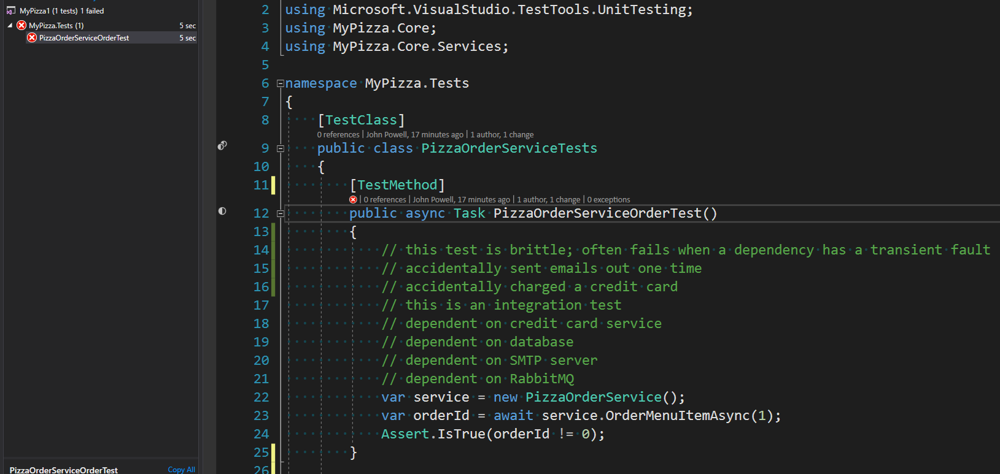 MyPizza1 (1 tests) 1 failed
MyPizza.Tests (1) 5 sec
PizzaOrderServiceOrderTest 5 sec
PizzaOrderServiceOrderTest Copy All
2 using Microsoft.VisualStudio.TestTools.UnitTesting;
3 using MyPizza.Core;
4 using MyPizza.Core.Services;
5
6 namespace MyPizza.Tests
7 {
8 [TestClass]
0 references | John Powell, 17 minutes ago | 1 author, 1 change
9 public class PizzaOrderServiceTests
10 {
11 [TestMethod]
| 0 references | John Powell, 17 minutes ago | 1 author, 1 change | 0 exceptions
12 public async Task PizzaOrderServiceOrderTest()
13 {
14 // this test is brittle; often fails when a dependency has a transient fault
15 // accidentally sent emails out one time
16 // accidentally charged a credit card
17 // this is an integration test
18 // dependent on credit card service
19 // dependent on database
20 // dependent on SMTP server
21 // dependent on RabbitMQ
22 var service = new PizzaOrderService();
23 var orderId = await service.OrderMenuItemAsync(1);
24 Assert.IsTrue(orderId != 0);
25 }
26